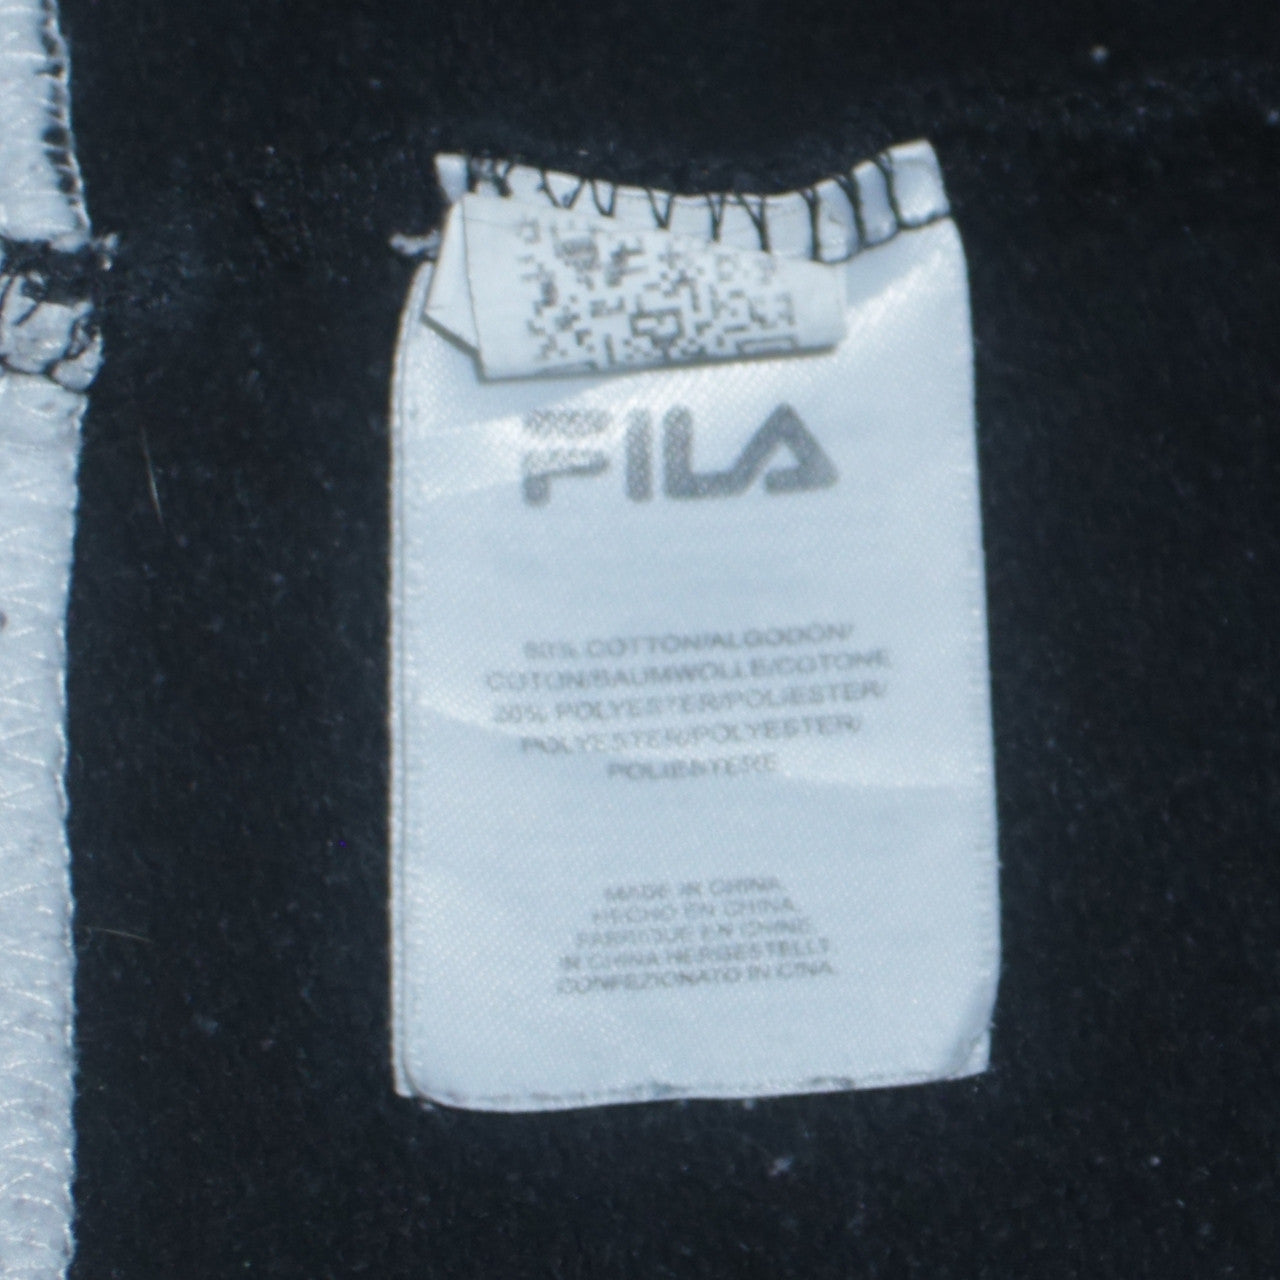 FILA
80% COTTON/ALGODÓN/
COTON/BAUMWOLLE/COTONE
20% POLYESTER/POLIESTER/
POLYESTER/POLYESTER/
POLIESTERE
MADE IN CHINA.
HECHO EN CHINA.
FABRIQUE EN CHINE.
IN CHINA HERGESTELLT.
CONFEZIONATO IN CINA.